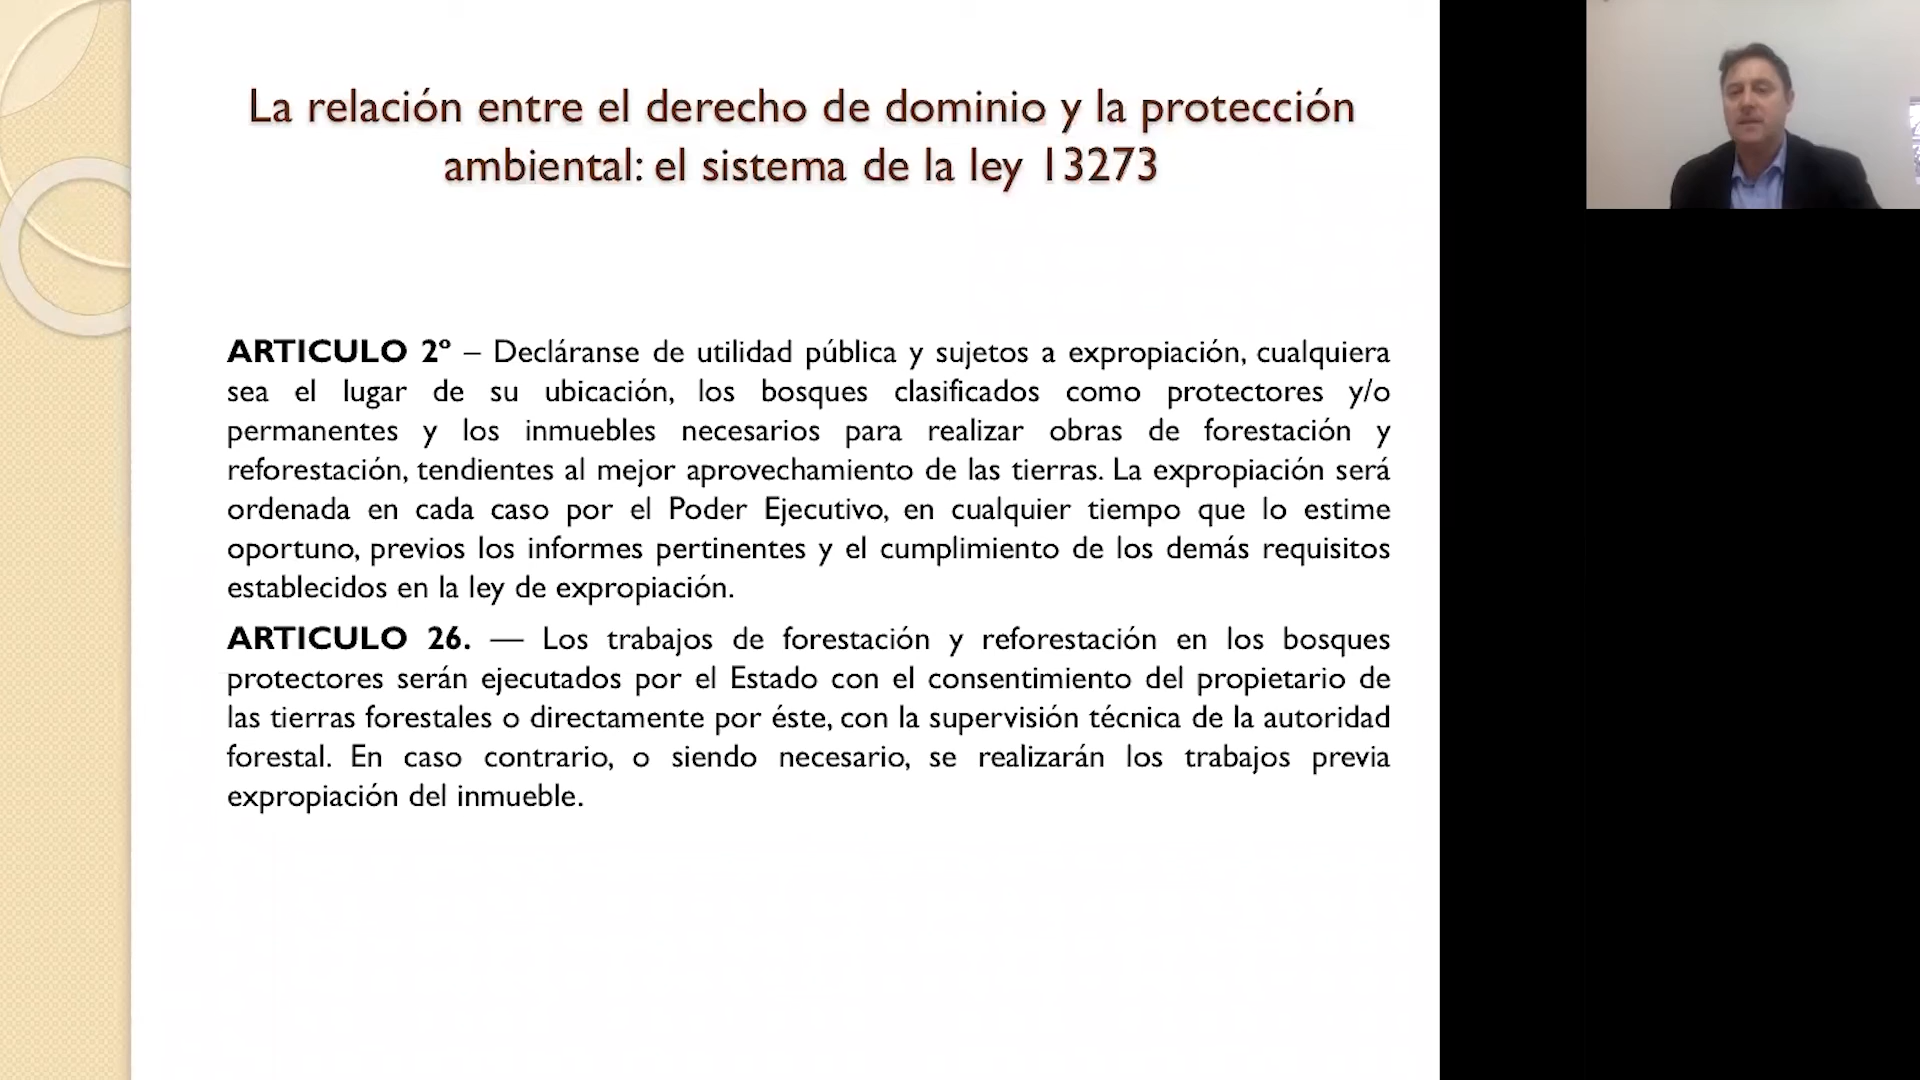 La relación entre el derecho de dominio y la protección
ambiental: el sistema de la ley 13273
ARTICULO 2º – Decláranse de utilidad pública y sujetos a expropiación, cualquiera
sea el lugar de su ubicación, los bosques clasificados como protectores y/o
permanentes y los inmuebles necesarios para realizar obras de forestación y
reforestación, tendientes al mejor aprovechamiento de las tierras. La expropiación será
ordenada en cada caso por el Poder Ejecutivo, en cualquier tiempo que lo estime
oportuno, previos los informes pertinentes y el cumplimiento de los demás requisitos
establecidos en la ley de expropiación.
ARTICULO 26. — Los trabajos de forestación y reforestación en los bosques
protectores serán ejecutados por el Estado con el consentimiento del propietario de
las tierras forestales o directamente por éste, con la supervisión técnica de la autoridad
forestal. En caso contrario, o siendo necesario, se realizarán los trabajos previa
expropiación del inmueble.